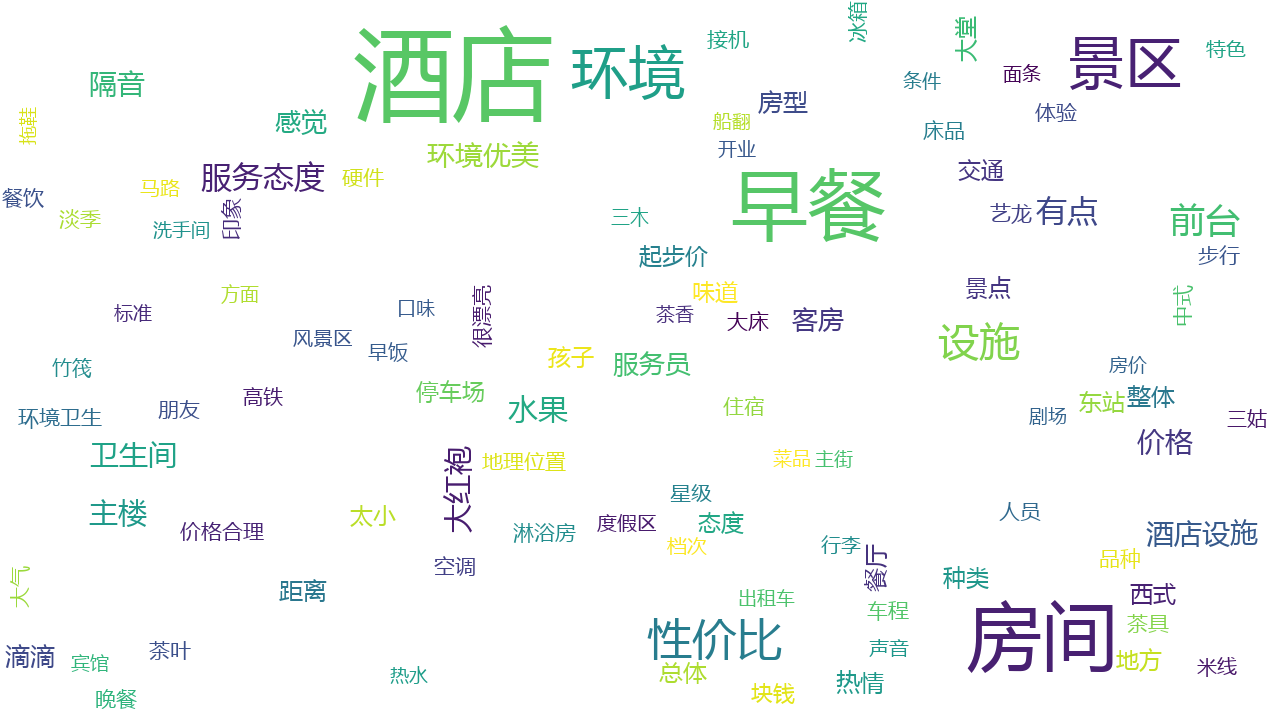 酒店
环境
景区
早餐
房间
性价比
设施
前台
服务态度
有点
隔音
感觉
环境优美
硬件
接机
冰箱
大堂
特色
面条
条件
房型
体验
床品
船翻
开业
交通
艺龙
步行
拖鞋
马路
餐饮
淡季
洗手间
印象
三木
起步价
味道
景点
中式
茶香
大床
客房
方面
标准
口味
很漂亮
风景区
早饭
孩子
服务员
竹筏
高铁
停车场
水果
住宿
房价
东站
整体
剧场
三姑
价格
环境卫生
朋友
卫生间
大红袍
地理位置
菜品
主街
星级
主楼
价格合理
太小
淋浴房
度假区
态度
档次
行李
人员
酒店设施
品种
空调
餐厅
种类
西式
大气
距离
出租车
车程
茶具
滴滴
宾馆
茶叶
声音
地方
米线
热水
总体
块钱
热情
晚餐